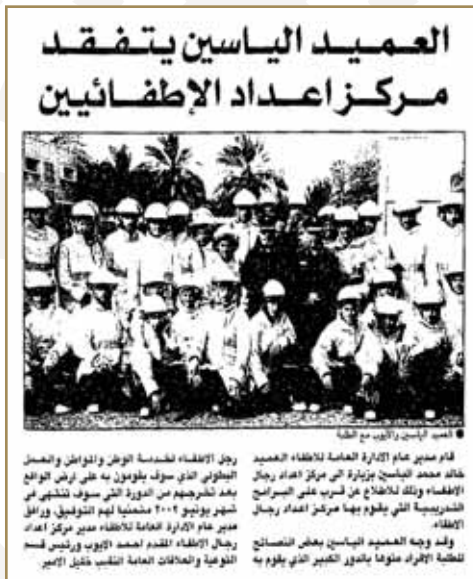 العميد الياسين يتفقد
مركز اعداد الإطفائيين
العميد الياسين والأيوب مع الطلبة
قام مدير عام الادارة العامة للاطفاء العميد
خالد محمد الياسين بزيارة الى مركز اعداد رجال
الاطفاء وذلك للاطلاع عن قرب على البرامج
التدريبية التي يقوم بها مركز اعداد رجال
الاطفاء.
وقد وجه العميد الياسين بعض النصائح
للطلبة الافراد منوها بالدور الكبير الذي يقوم به
رجل الاطفاء لخدمة الوطن والمواطن والعمل
البطولي الذي سوف يقومون به على ارض الواقع
بعد تخرجهم من الدورة التي سوف تنتهي في
شهر يونيو ٢٠٠٢ متمنيا لهم التوفيق، ورافق
مدير عام الادارة العامة للاطفاء مدير مركز اعداد
رجال الاطفاء المقدم احمد الايوب ورئيس قسم
التوعية والعلاقات العامة النقيب خليل الامير.